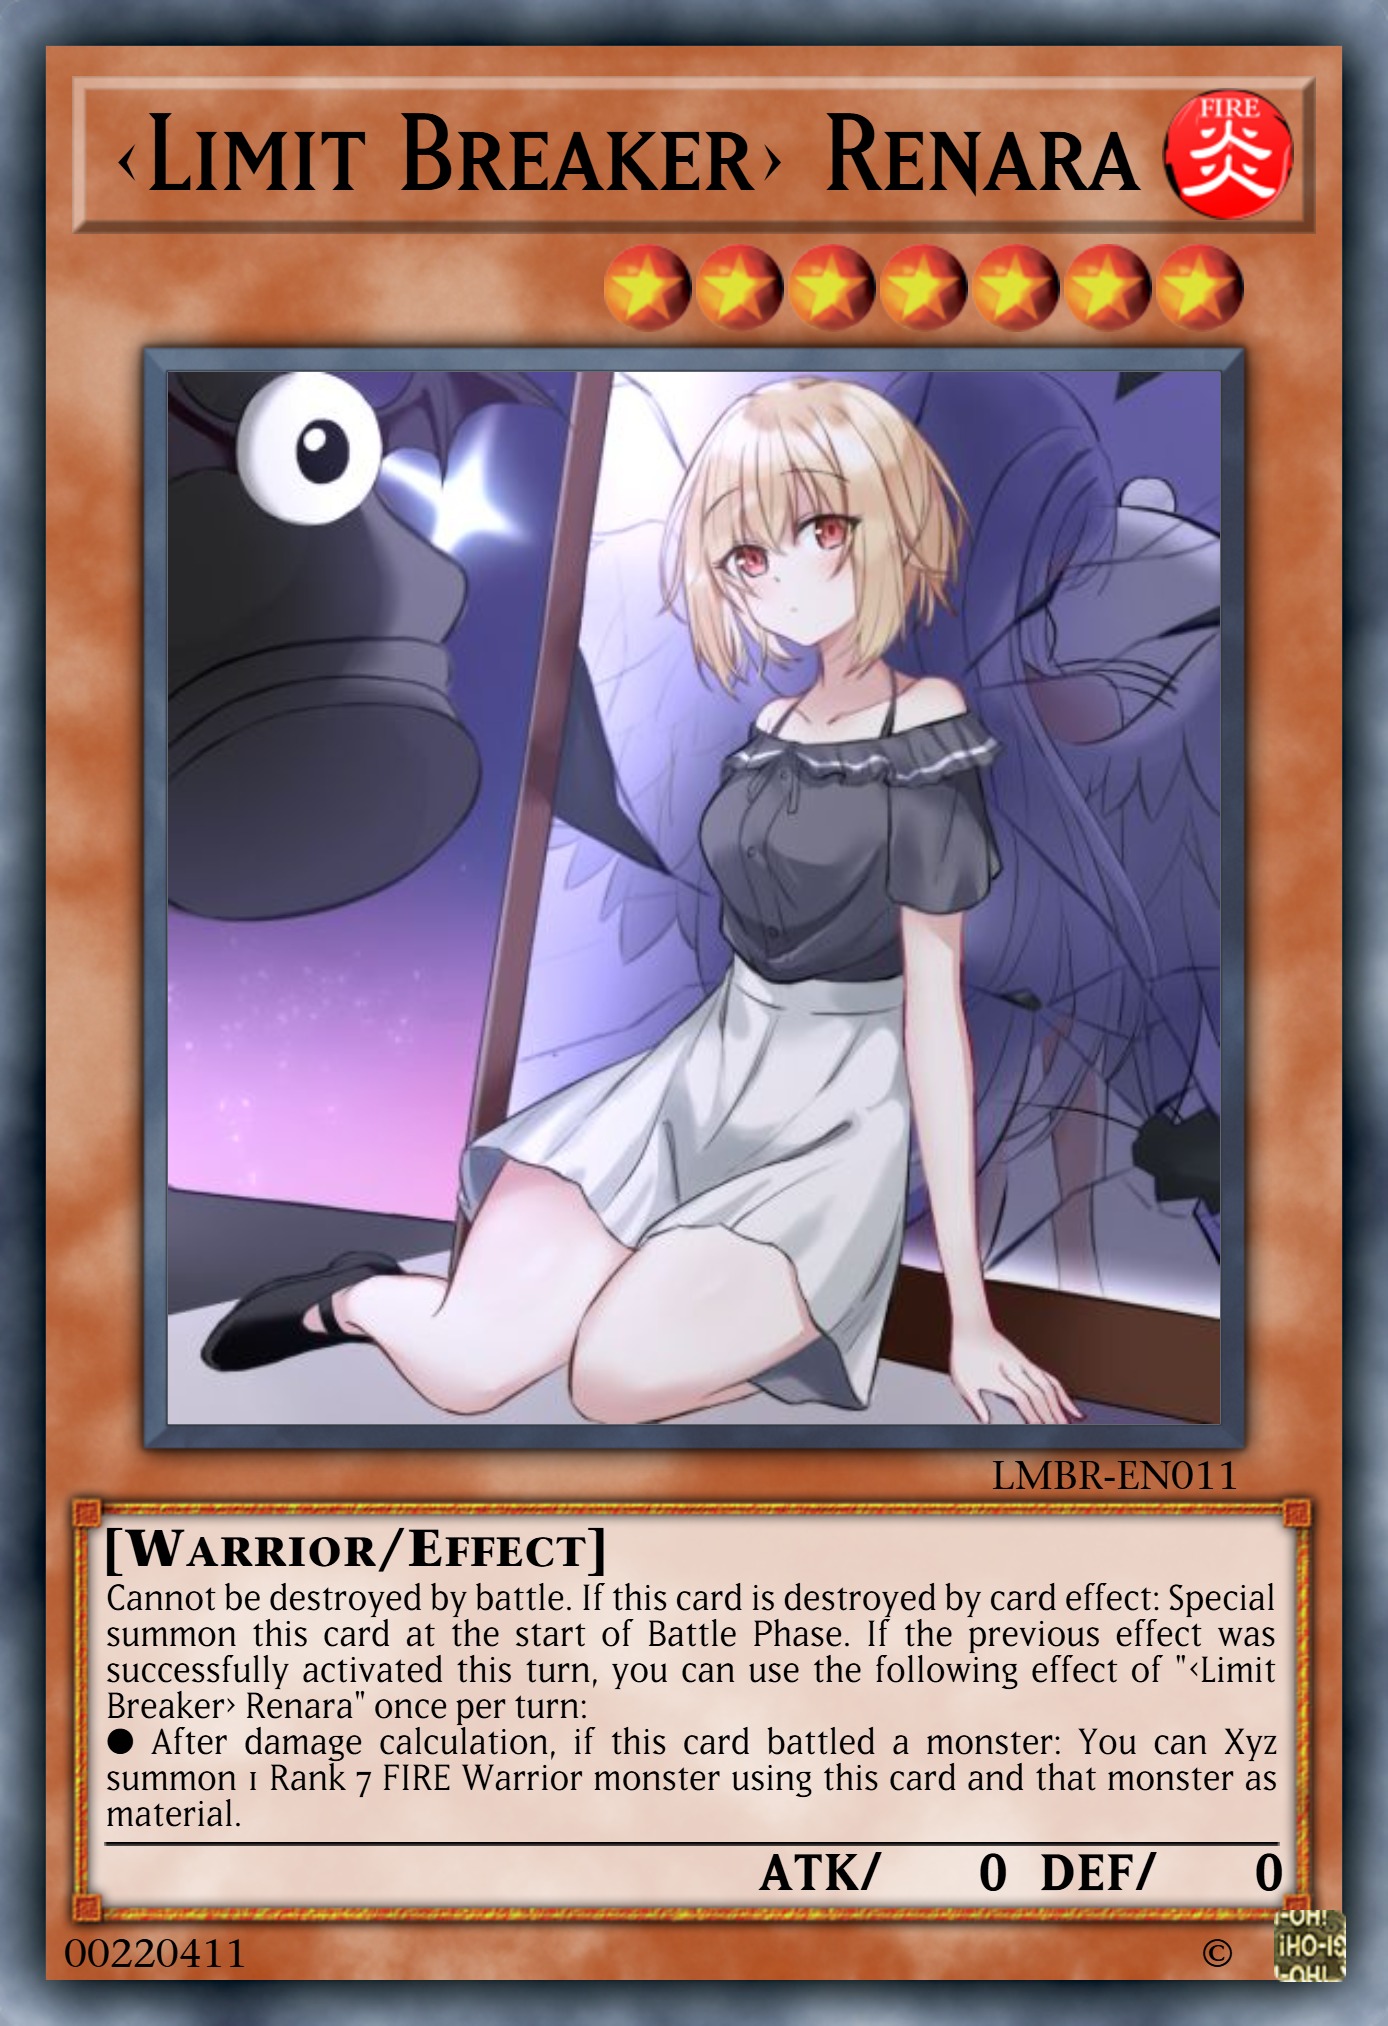 ‹Limit Breaker› Renara
FIRE
炎
LMBR-EN011
[Warrior/Effect]
Cannot be destroyed by battle. If this card is destroyed by card effect: Special
summon this card at the start of Battle Phase. If the previous effect was
successfully activated this turn, you can use the following effect of "‹Limit
Breaker› Renara" once per turn:
● After damage calculation, if this card battled a monster: You can Xyz
summon 1 Rank 7 FIRE Warrior monster using this card and that monster as
material.
ATK/ 0 DEF/ 0
00220411 ©